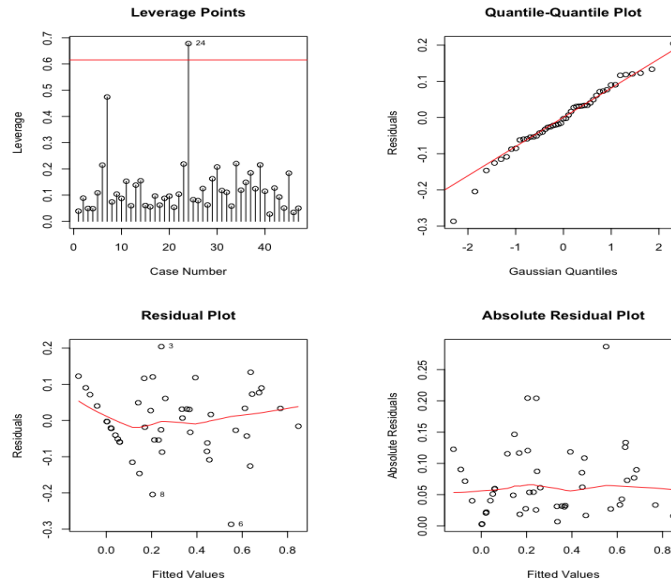 Leverage Points
Leverage
0.0 0.1 0.2 0.3 0.4 0.5 0.6 0.7
24
0 10 20 30 40
Case Number
Quantile-Quantile Plot
Residuals
-0.3 -0.2 -0.1 0.0 0.1 0.2
-2 -1 0 1 2
Gaussian Quantiles
Residual Plot
Residuals
-0.3 -0.2 -0.1 0.0 0.1 0.2
3
8
6
0.0 0.2 0.4 0.6 0.8
Fitted Values
Absolute Residual Plot
Absolute Residuals
0.00 0.05 0.10 0.15 0.20 0.25
0.0 0.2 0.4 0.6 0.8
Fitted Values